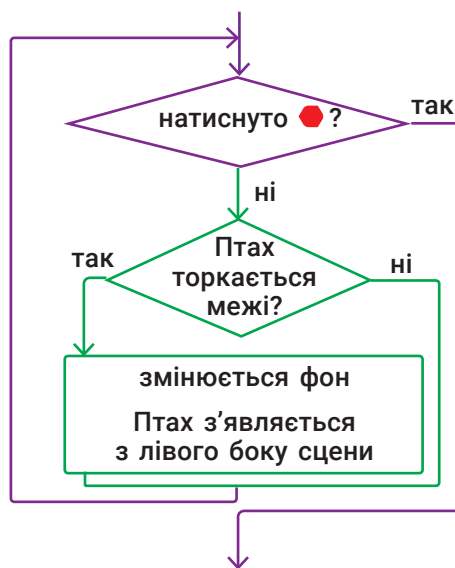 натиснуто ?
так
ні
так
Птах
торкається
межі?
ні
змінюється фон
Птах з’являється
з лівого боку сцени